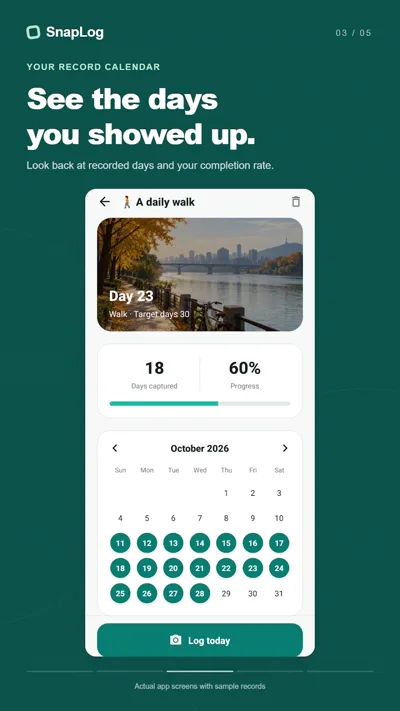 SnapLog
03 / 05
YOUR RECORD CALENDAR
See the days
you showed up.
Look back at recorded days and your completion rate.
A daily walk
Day 23
Walk · Target days 30
18 60%
Days captured Progress
October 2026
Sun Mon Tue Wed Thu Fri Sat
1 2 3
4 5 6 7 8 9 10
11 12 13 14 15 16 17
18 19 20 21 22 23 24
25 26 27 28 29 30 31
Log today
Actual app screens with sample records